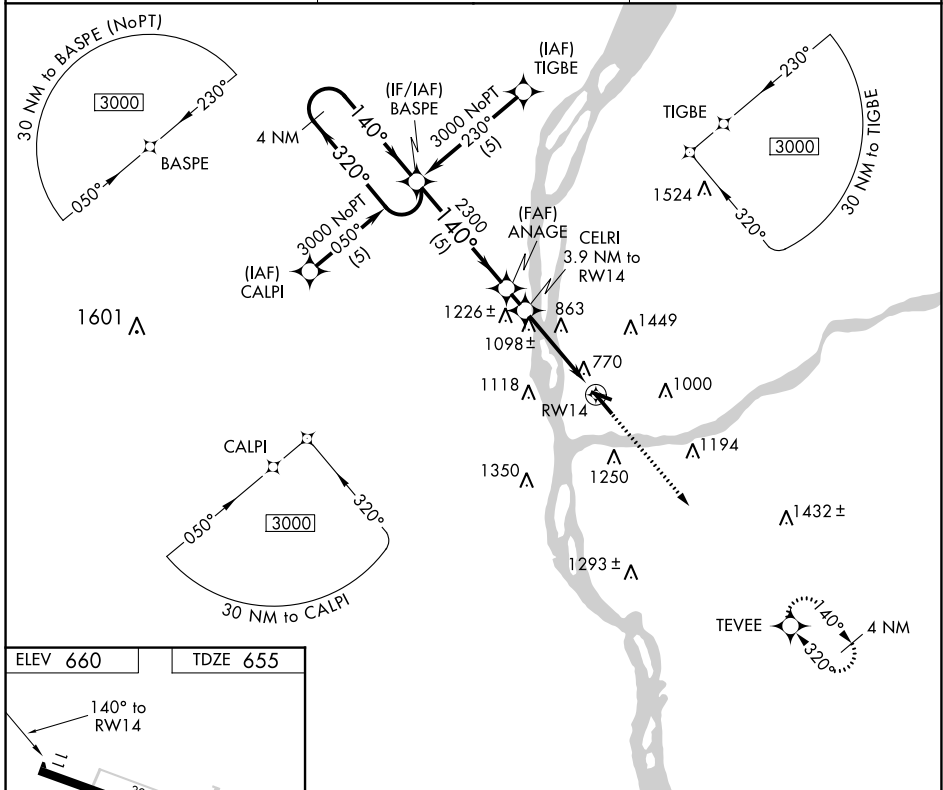 30 NM to BASPE (NoPT)
3000
230°
050°
BASPE
(IAF)
TIGBE
(IF/IAF)
BASPE
4 NM
140°
320°
3000 NoPT
230°
(5)
3000 NoPT
050°
(5)
(IAF)
CALPI
2300
140°
(5)
(FAF)
ANAGE
CELRI
3.9 NM to
RW14
TIGBE
230°
3000
30 NM to TIGBE
320°
1524
1601
1226 ±
1098 ±
863
1449
770
1118
1000
RW14
1194
1250
1350
1432 ±
1293 ±
CALPI
050°
3000
320°
30 NM to CALPI
TEVEE
140°
320°
4 NM
ELEV 660
TDZE 655
140° to
RW14